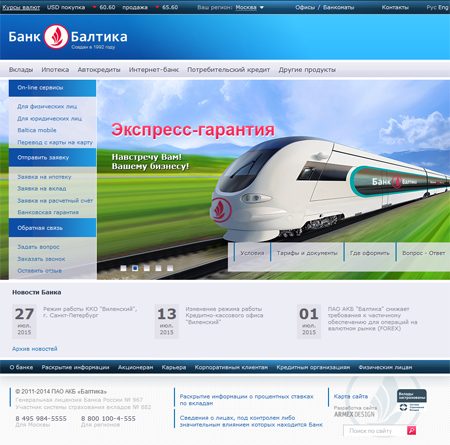 Курсы валют USD покупка 60.60 продажа 65.60 Ваш регион: Москва Офисы / Банкоматы Контакты Рус Eng
Банк Балтика
Создан в 1992 году
Вклады Ипотека Автокредиты Интернет-банк Потребительский кредит Другие продукты
On-line сервисы
Для физических лиц
Для юридических лиц
Baltica mobile
Перевод с карты на карту
Отправить заявку
Заявка на ипотеку
Заявка на вклад
Заявка на расчетный счёт
Банковская гарантия
Обратная связь
Задать вопрос
Заказать звонок
Оставить отзыв
Экспресс-гарантия
Навстречу Вам!
Вашему бизнесу!
Банк Балтика
Условия Тарифы и документы Где оформить Вопрос - Ответ
Новости Банка
27
июл.
2015
Режим работы ККО "Виленский",
г. Санкт-Петербург
13
июл.
2015
Изменение режима работы
Кредитно-кассового офиса
"Виленский"
01
июл.
2015
ПАО АКБ "Балтика" снижает
требования к частичному
обеспечению для операций на
валютном рынке (FOREX)
Архив новостей
О банке Раскрытие информации Акционерам Карьера Корпоративным клиентам Кредитным организациям Физическим лицам
© 2011-2014 ПАО АКБ «Балтика»
Генеральная лицензия Банка России № 967
Участник системы страхования вкладов № 882
8 495 984-5555
для Москвы
8 800 100-4-555
для России
Раскрытие информации о процентных ставках
по вкладам
Сведения о лицах, под контролем либо
значительным влиянием которых находится Банк
Карта сайта
Разработка сайта
ARMEX DESIGN
Вклады
застрахованы
Поиск по сайту